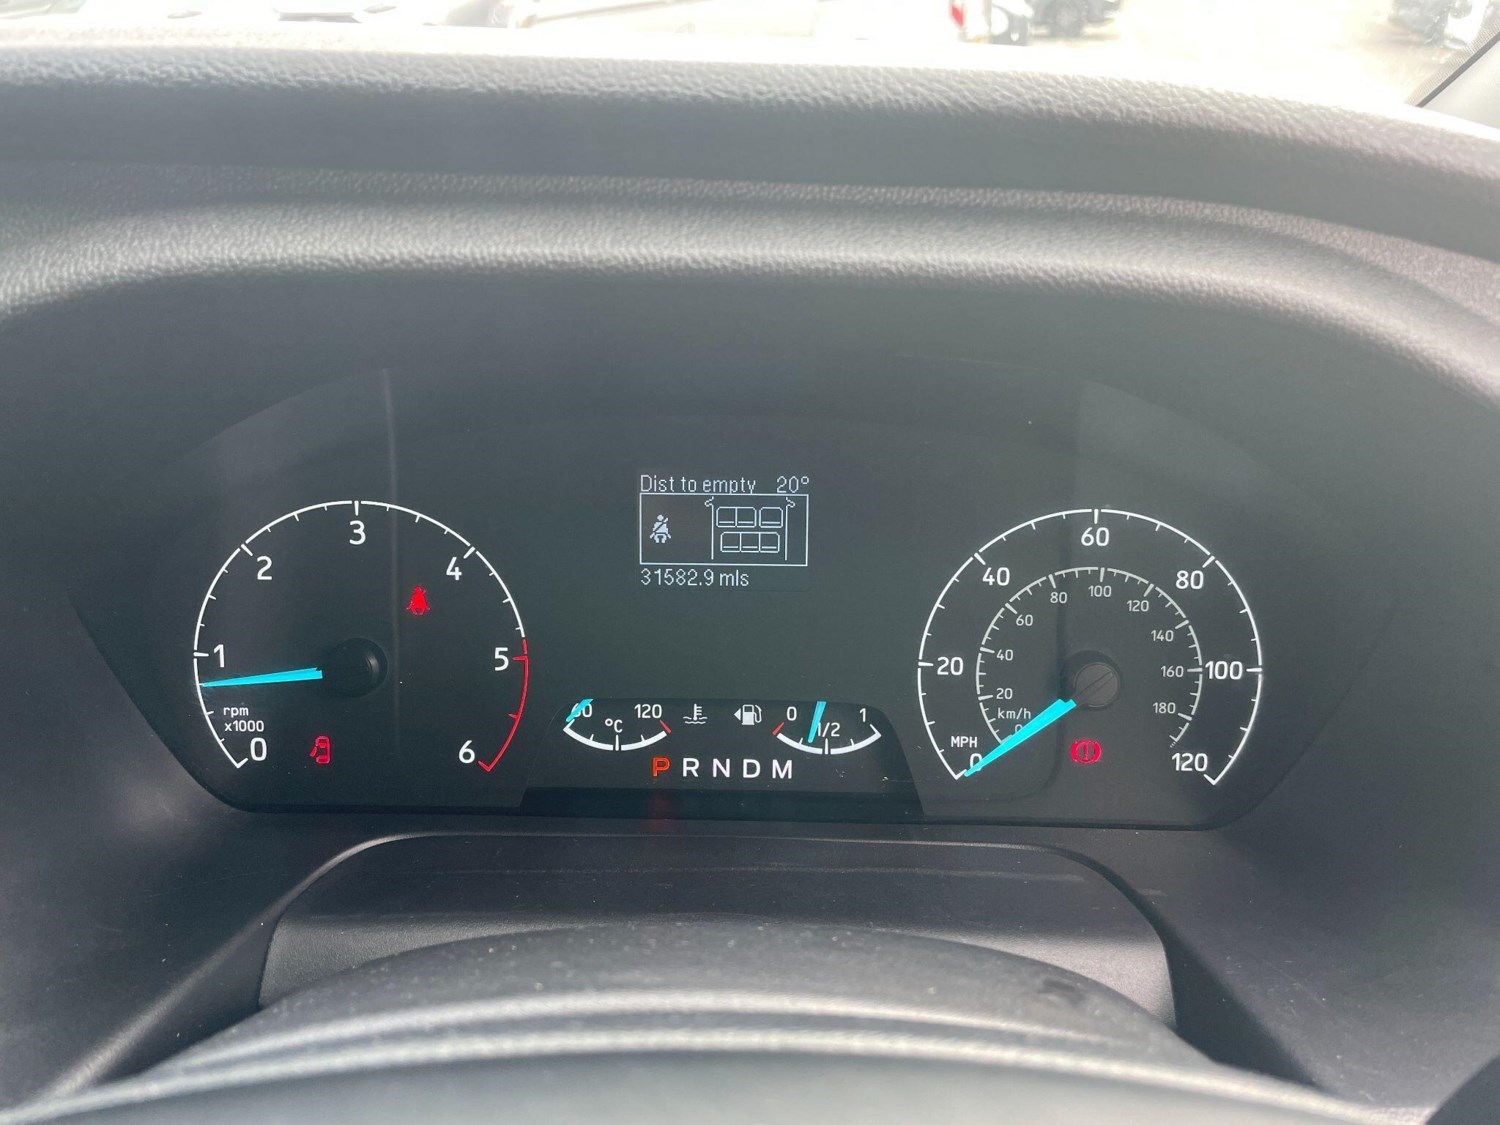 Dist to empty 20°
31582.9 mls
0 1 2 3 4 5 6
rpm
x1000
60 °C 120
0 1/2 1
P R N D M
0 20 40 60 80 100 120
MPH
0 20 40 60 80 100 120 140 160 180
km/h